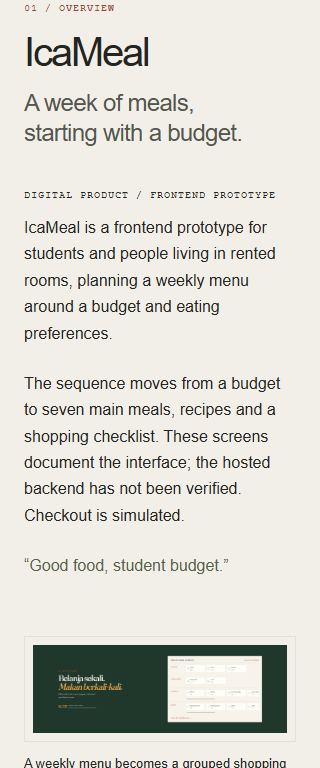 01 / OVERVIEW
IcaMeal
A week of meals,
starting with a budget.
DIGITAL PRODUCT / FRONTEND PROTOTYPE
IcaMeal is a frontend prototype for
students and people living in rented
rooms, planning a weekly menu
around a budget and eating
preferences.
The sequence moves from a budget
to seven main meals, recipes and a
shopping checklist. These screens
document the interface; the hosted
backend has not been verified.
Checkout is simulated.
“Good food, student budget.”
Belanja sekali.
Makan berkali-kali.
A weekly menu becomes a grouped shopping